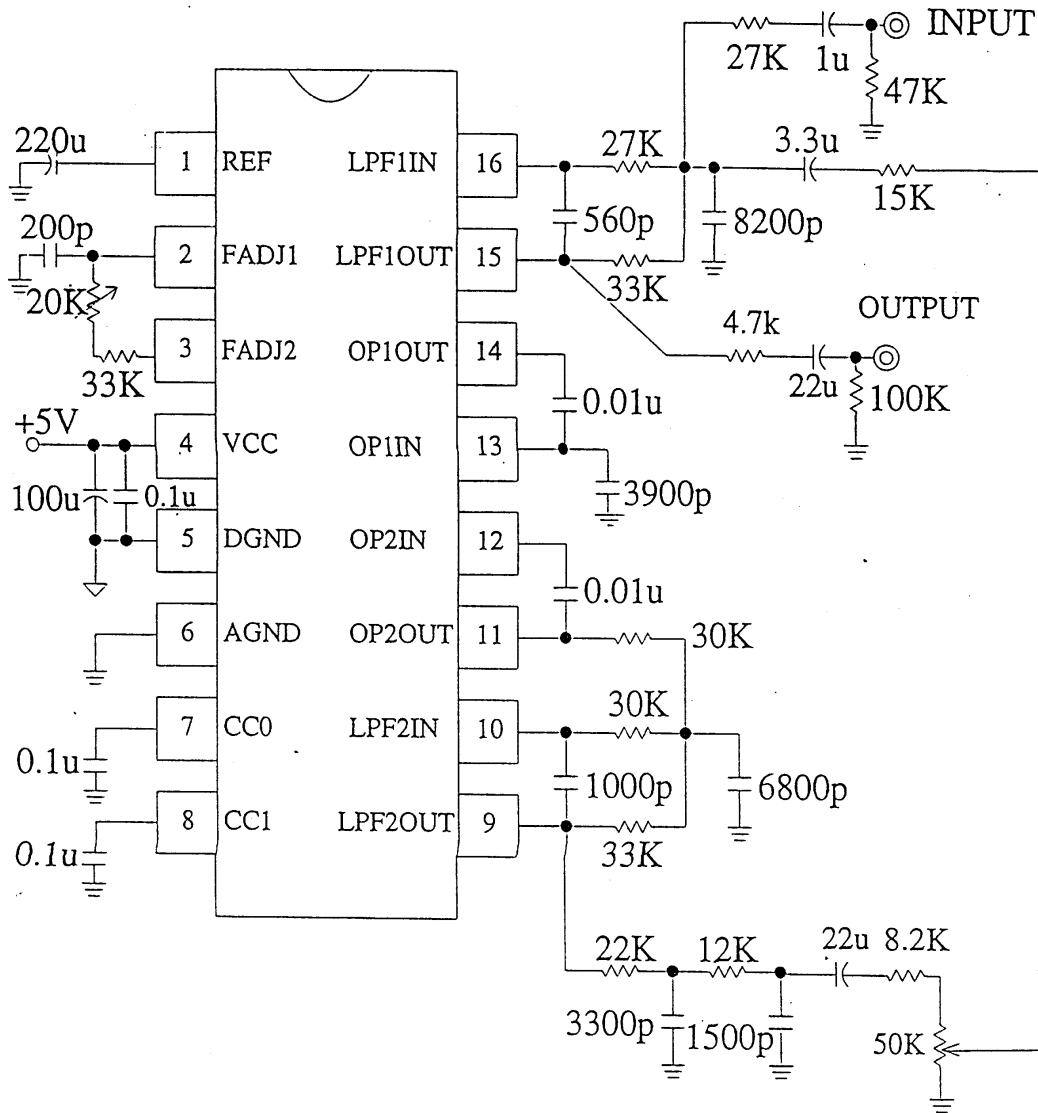 INPUT
27K
1u
47K
220u
1
REF
LPF1IN
16
27K
3.3u
15K
200p
560p
8200p
2
FADJ1
LPF1OUT
15
20K
33K
OUTPUT
4.7k
3
FADJ2
OP1OUT
14
33K
22u
100K
0.01u
+5V
4
VCC
OP1IN
13
100u
0.1u
3900p
5
DGND
OP2IN
12
0.01u
6
AGND
OP2OUT
11
30K
30K
7
CC0
LPF2IN
10
0.1u
1000p
6800p
8
CC1
LPF2OUT
9
33K
0.1u
22K
12K
22u
8.2K
3300p
1500p
50K